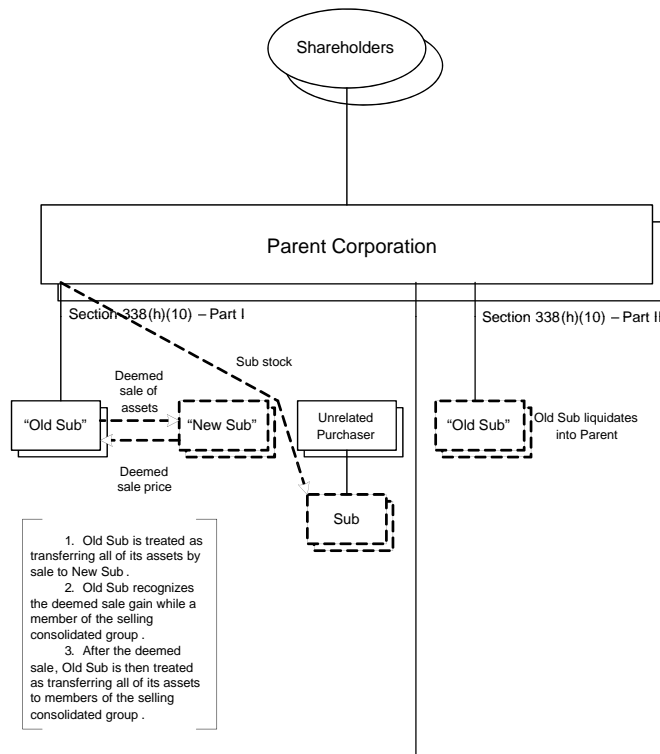 Shareholders
Parent Corporation
Section 338(h)(10) – Part I
Section 338(h)(10) – Part II
Sub stock
Deemed
sale of
assets
"Old Sub"
"New Sub"
Unrelated
Purchaser
"Old Sub"
Old Sub liquidates
into Parent
Deemed
sale price
Sub
1. Old Sub is treated as
transferring all of its assets by
sale to New Sub .
2. Old Sub recognizes
the deemed sale gain while a
member of the selling
consolidated group .
3. After the deemed
sale, Old Sub is then treated
as transferring all of its assets
to members of the selling
consolidated group .